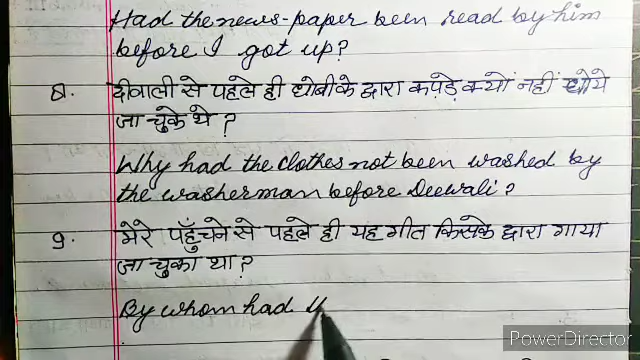 Had the news-paper been read by him
before I got up?
8. दीवाली से पहले ही धोबी के द्वारा कपड़े क्यों नहीं धोये
जा चुके थे ?
Why had the clothes not been washed by
the washerman before Deewali ?
9. मेरे पहुँचने से पहले ही यह गीत किसके द्वारा गाया
जा चुका था ?
By whom had
PowerDirector